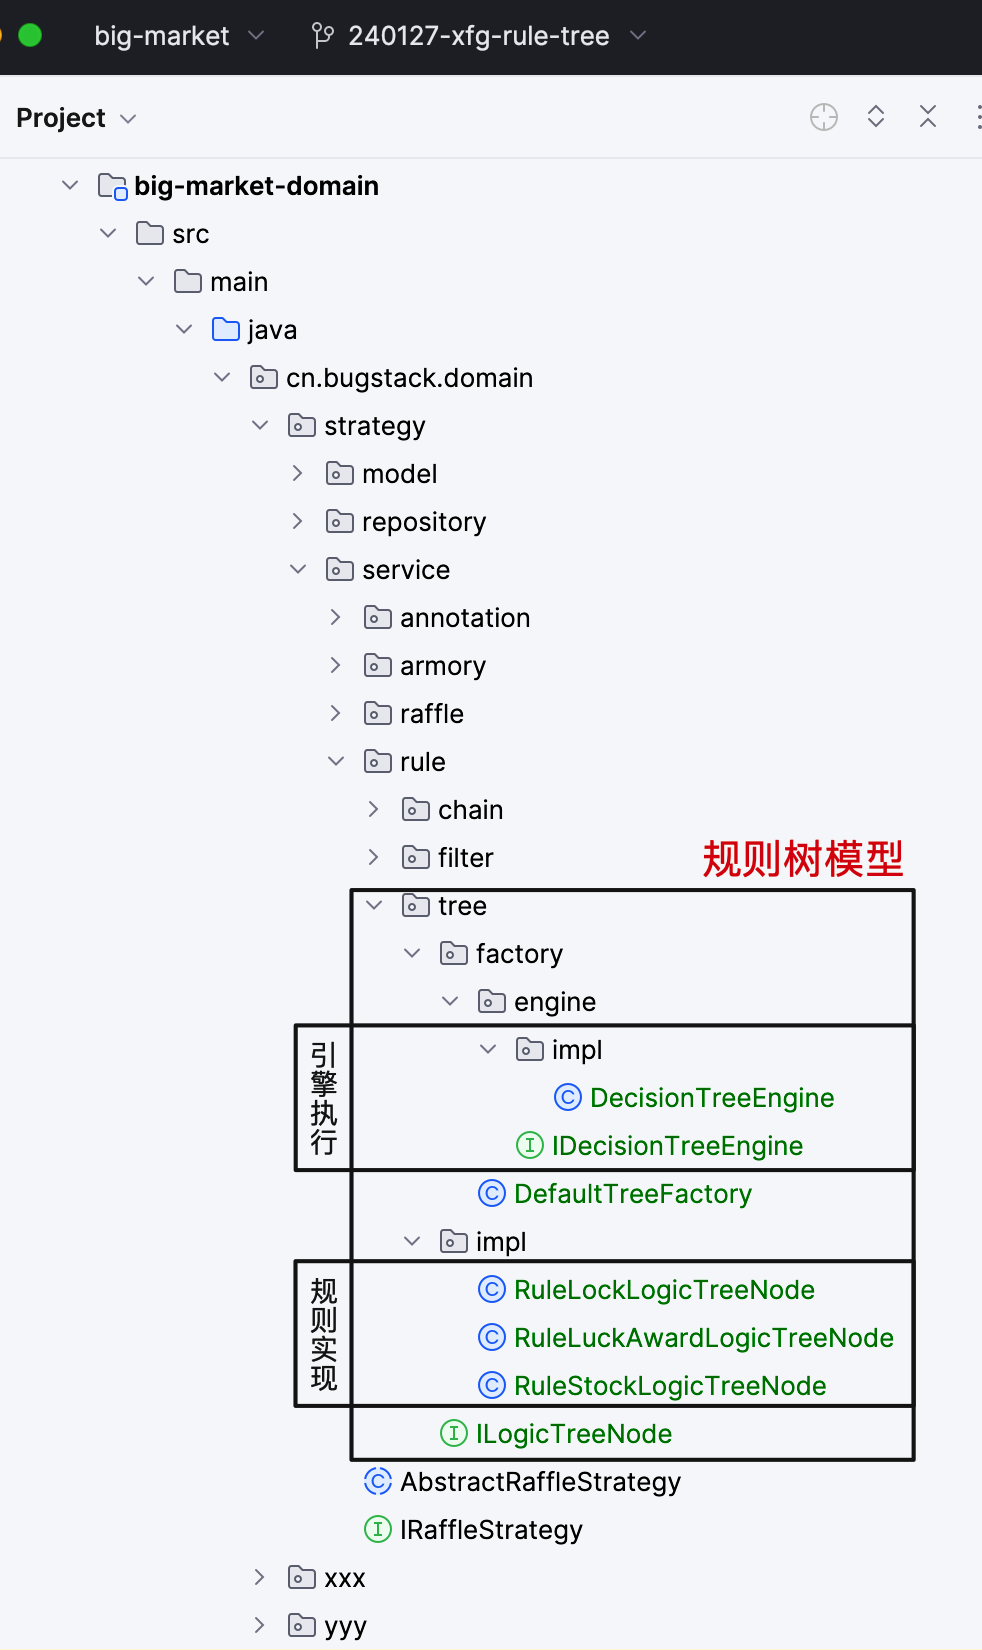 big-market 240127-xfg-rule-tree
Project
big-market-domain
src
main
java
cn.bugstack.domain
strategy
model
repository
service
annotation
armory
raffle
rule
chain
filter
规则树模型
tree
factory
engine
引擎执行
impl
DecisionTreeEngine
IDecisionTreeEngine
DefaultTreeFactory
impl
规则实现
RuleLockLogicTreeNode
RuleLuckAwardLogicTreeNode
RuleStockLogicTreeNode
ILogicTreeNode
AbstractRaffleStrategy
IRaffleStrategy
xxx
yyy